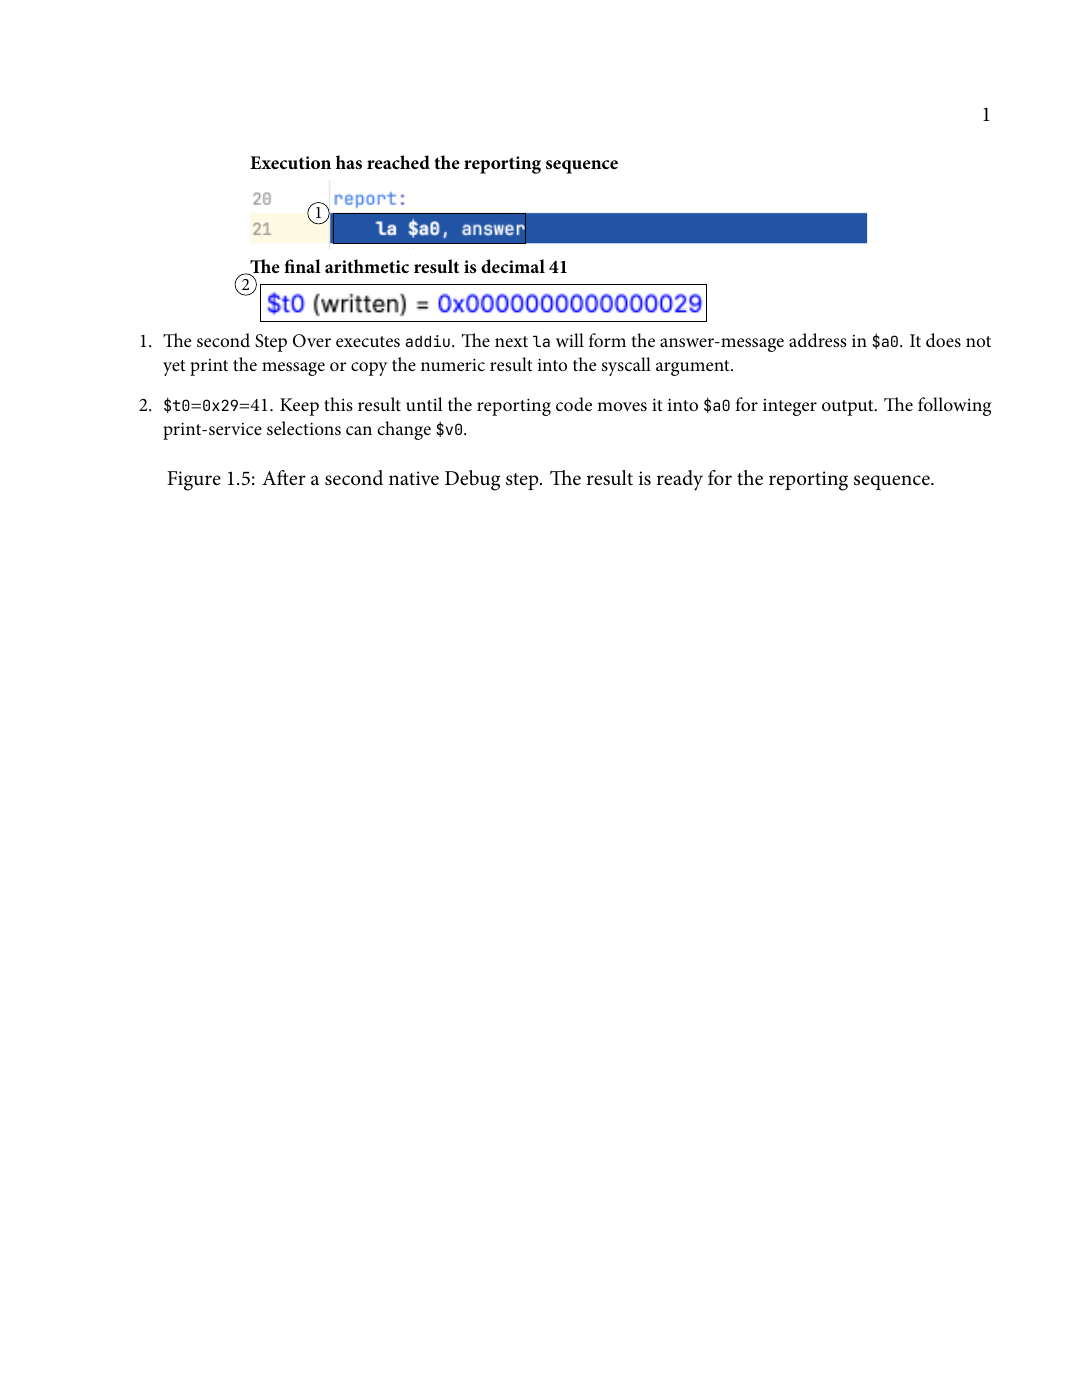 1
Execution has reached the reporting sequence
20 report:
1
21 la $a0, answer
The final arithmetic result is decimal 41
2
$t0 (written) = 0x0000000000000029
1. The second Step Over executes addiu. The next la will form the answer-message address in $a0. It does not
yet print the message or copy the numeric result into the syscall argument.
2. $t0=0x29=41. Keep this result until the reporting code moves it into $a0 for integer output. The following
print-service selections can change $v0.
Figure 1.5: After a second native Debug step. The result is ready for the reporting sequence.